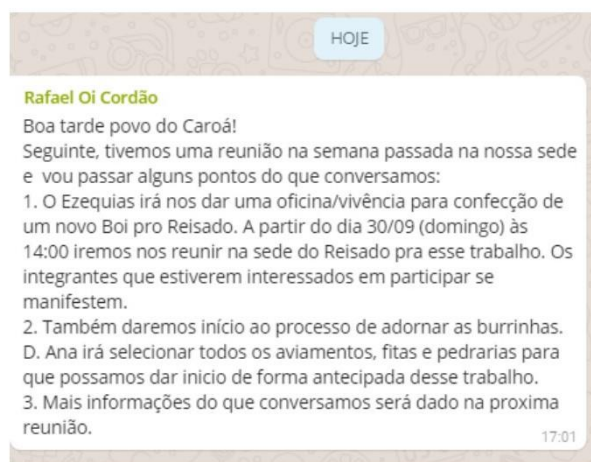 HOJE
Rafael Oi Cordão
Boa tarde povo do Caroá!
Seguinte, tivemos uma reunião na semana passada na nossa sede
e vou passar alguns pontos do que conversamos:
1. O Ezequias irá nos dar uma oficina/vivência para confecção de
um novo Boi pro Reisado. A partir do dia 30/09 (domingo) às
14:00 iremos nos reunir na sede do Reisado pra esse trabalho. Os
integrantes que estiverem interessados em participar se
manifestem.
2. Também daremos início ao processo de adornar as burrinhas.
D. Ana irá selecionar todos os aviamentos, fitas e pedrarias para
que possamos dar inicio de forma antecipada desse trabalho.
3. Mais informações do que conversamos será dado na proxima
reunião.
17:01